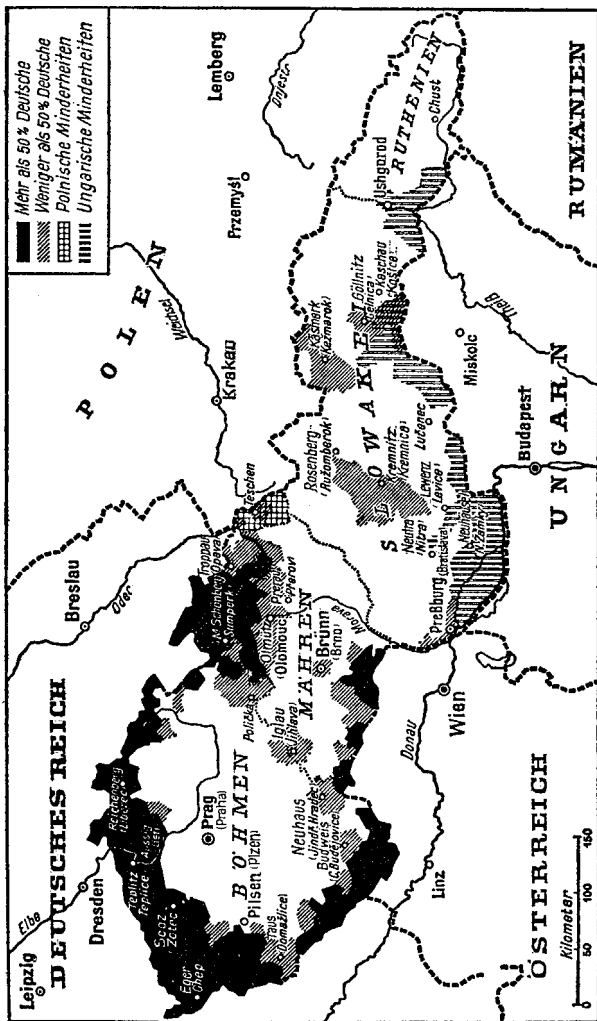 Mehr als 50% Deutsche
Weniger als 50% Deutsche
Polnische Minderheiten
Ungarische Minderheiten
Leipzig
DEUTSCHES REICH
Elbe
Dresden
Breslau
Oder
POLEN
Weichsel
Krakau
Przemyśl
Lemberg
Dnjestr
Reichenberg
(Liberec)
Teplitz
Teplice
Aussig
Saaz
Žatec
Eger
Cheb
Prag
(Praha)
BÖHMEN
Pilsen (Plzen)
Taus
(Domažlice)
Neuhaus
(Jindř. Hradec)
Budweis
(Č. Budějovice)
Iglau
(Jihlava)
Polička
M. Schönberg
Šumperk
Troppau
(Opava)
Olmütz
(Olomouc)
Prerau
(Přerov)
MÄHREN
Brünn
(Brno)
Morava
Teschen
SLOWAKEI
Rosenberg
(Ružomberok)
Käsmark
(Kežmarok)
Kremnitz
(Kremnica)
Göllnitz
(Gelnica)
Kaschau
(Košice)
Neutra
(Nitra)
Lewenz
(Levice)
Lučenec
Neuhäusel
(N. Zámky)
Preßburg
(Bratislava)
RUTHENIEN
Ushgorod
Chust
Linz
Donau
Wien
ÖSTERREICH
Budapest
UNGARN
Miskolc
Theiß
RUMÄNIEN
Kilometer
0 50 100 150